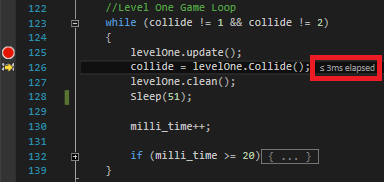 122 //Level One Game Loop
123 while (collide != 1 && collide != 2)
124 {
125 levelOne.update();
126 collide = levelOne.Collide(); ≤ 3ms elapsed
127 levelOne.clean();
128 Sleep(51);
129
130 milli_time++;
131
132 if (milli_time >= 20){ ... }
139 }